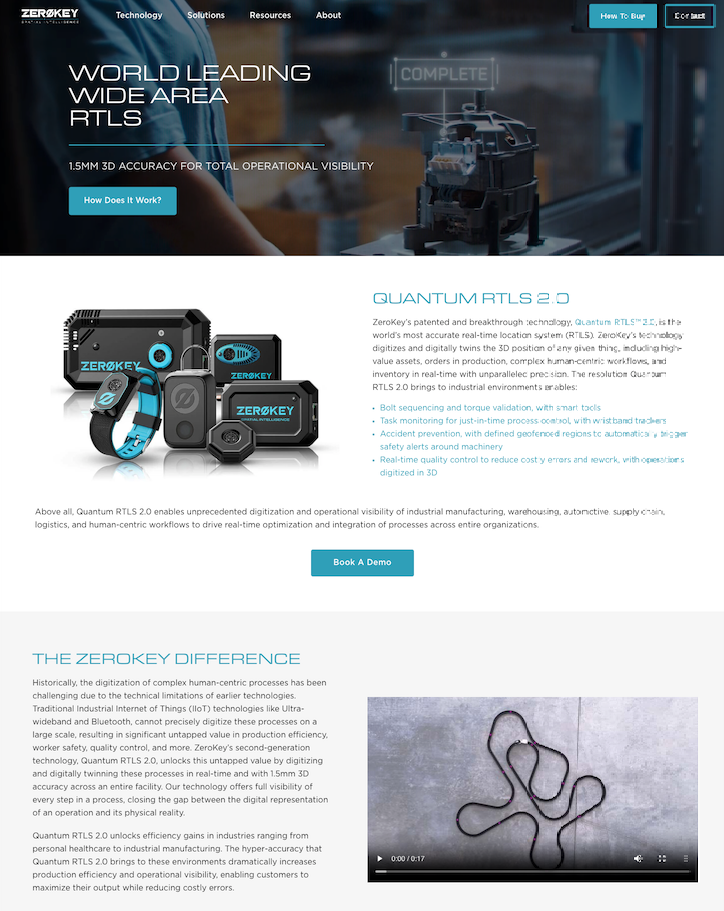 ZERØKEY
SPATIAL INTELLIGENCE
Technology
Solutions
Resources
About
How To Buy
Contact
WORLD LEADING
WIDE AREA
RTLS
COMPLETE
1.5MM 3D ACCURACY FOR TOTAL OPERATIONAL VISIBILITY
How Does It Work?
QUANTUM RTLS 2.0
ZeroKey's patented and breakthrough technology, Quantum RTLS™ 2.0, is the
world's most accurate real-time location system (RTLS). ZeroKey's technology
digitizes and digitally twins the 3D position of any given thing, including high-
value assets, orders in production, complex human-centric workflows, and
inventory in real-time with unparalleled precision. The resolution Quantum
RTLS 2.0 brings to industrial environments enables:
• Bolt sequencing and torque validation, with smart tools
• Task monitoring for just-in-time process control, with wristband trackers
• Accident prevention, with defined geofenced regions to automatically trigger
safety alerts around machinery
• Real-time quality control to reduce costly errors and rework, with operations
digitized in 3D
ZERØKEY
ZERØKEY
ZERØKEY
SPATIAL INTELLIGENCE
Above all, Quantum RTLS 2.0 enables unprecedented digitization and operational visibility of industrial manufacturing, warehousing, automotive, supply chain,
logistics, and human-centric workflows to drive real-time optimization and integration of processes across entire organizations.
Book A Demo
THE ZEROKEY DIFFERENCE
Historically, the digitization of complex human-centric processes has been
challenging due to the technical limitations of earlier technologies.
Traditional Industrial Internet of Things (IIoT) technologies like Ultra-
wideband and Bluetooth, cannot precisely digitize these processes on a
large scale, resulting in significant untapped value in production efficiency,
worker safety, quality control, and more. ZeroKey's second-generation
technology, Quantum RTLS 2.0, unlocks this untapped value by digitizing
and digitally twinning these processes in real-time and with 1.5mm 3D
accuracy across an entire facility. Our technology offers full visibility of
every step in a process, closing the gap between the digital representation
of an operation and its physical reality.
Quantum RTLS 2.0 unlocks efficiency gains in industries ranging from
personal healthcare to industrial manufacturing. The hyper-accuracy that
Quantum RTLS 2.0 brings to these environments dramatically increases
production efficiency and operational visibility, enabling customers to
maximize their output while reducing costly errors.
0:00 / 0:17